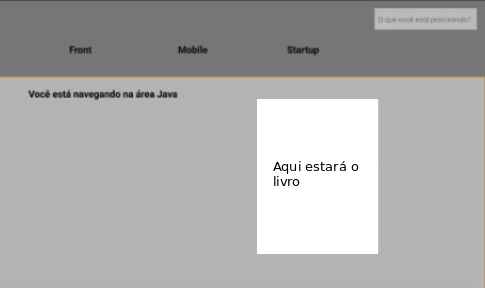 O que você está procurando?
Front Mobile Startup
Você está navegando na área Java
Aqui estará o
livro